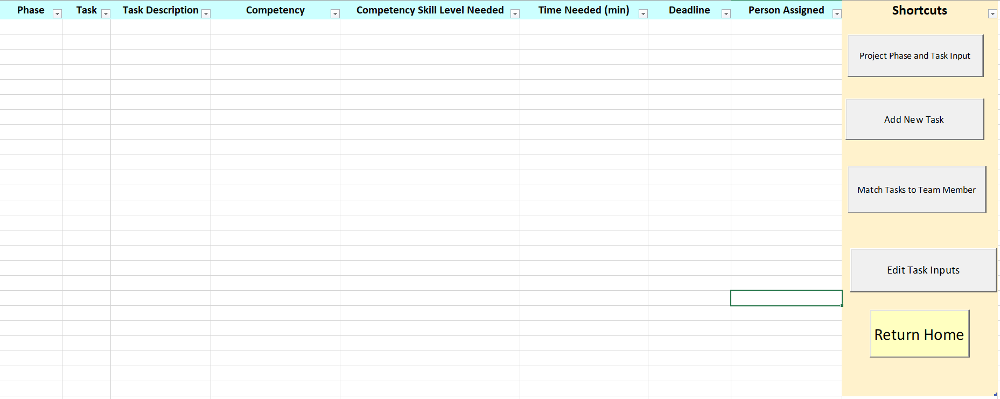 Phase Task Task Description Competency Competency Skill Level Needed Time Needed (min) Deadline Person Assigned Shortcuts
Project Phase and Task Input
Add New Task
Match Tasks to Team Member
Edit Task Inputs
Return Home